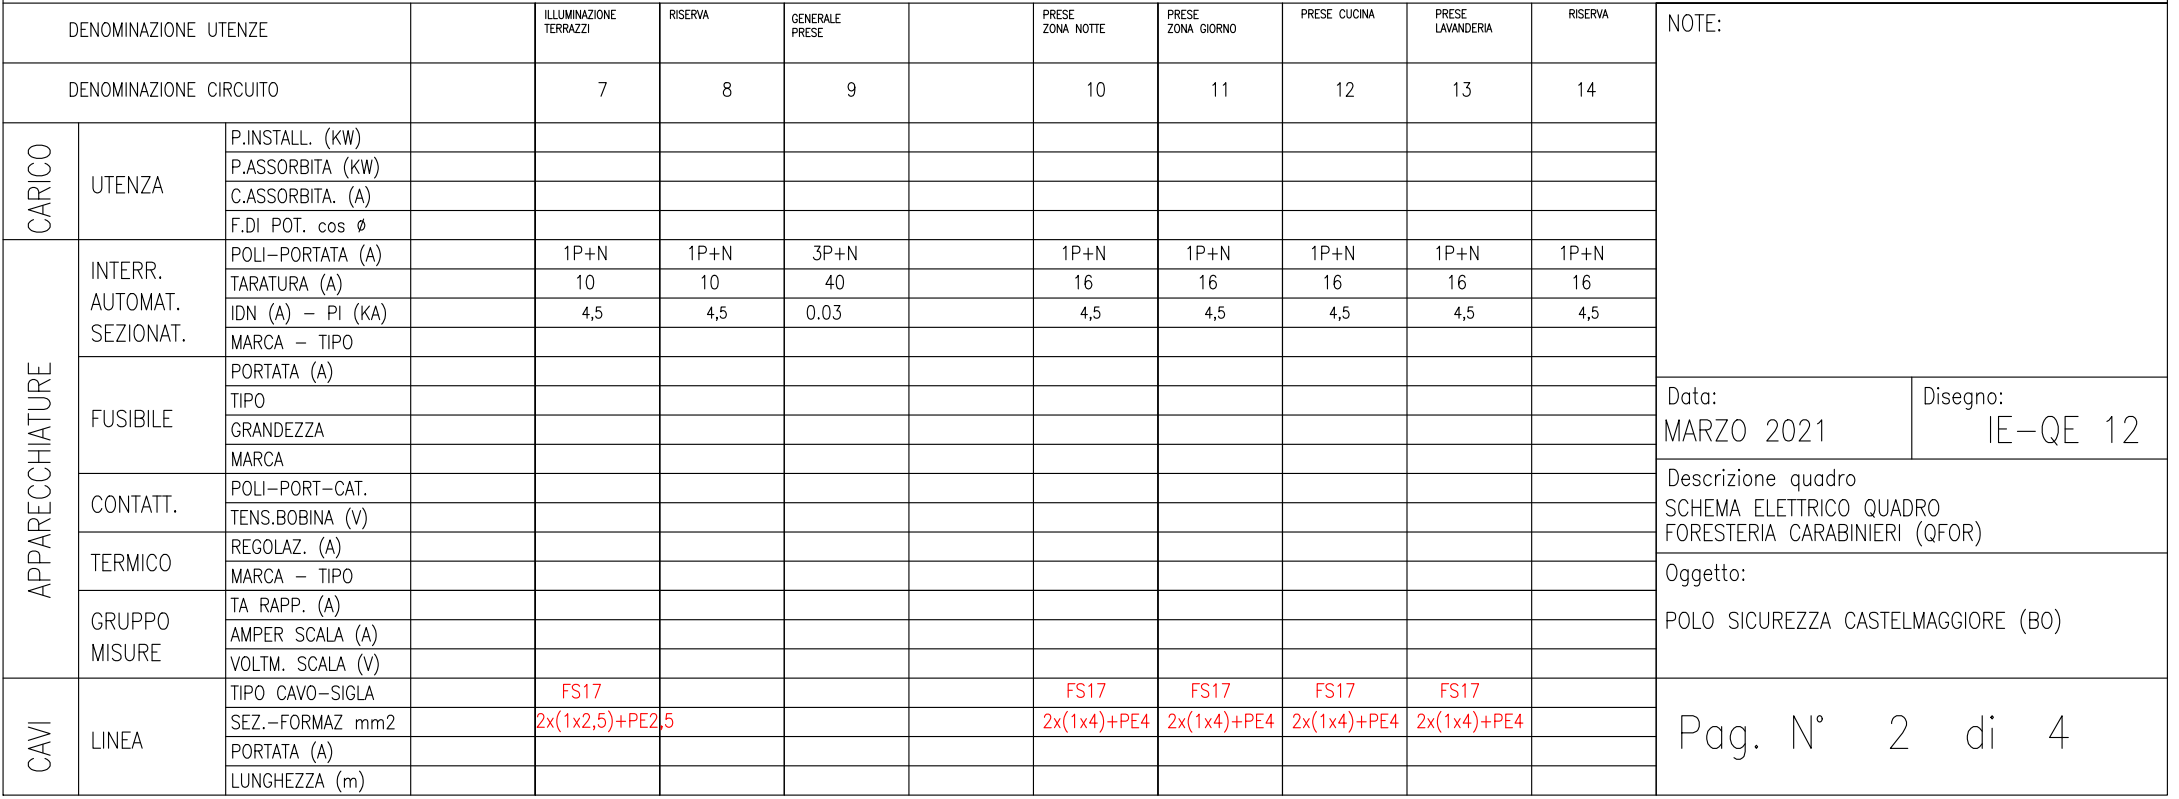 DENOMINAZIONE UTENZE
ILLUMINAZIONE
TERRAZZI
RISERVA
GENERALE
PRESE
PRESE
ZONA NOTTE
PRESE
ZONA GIORNO
PRESE CUCINA
PRESE
LAVANDERIA
RISERVA
DENOMINAZIONE CIRCUITO 7 8 9 10 11 12 13 14
CARICO
UTENZA
P.INSTALL. (KW)
P.ASSORBITA (KW)
C.ASSORBITA. (A)
F.DI POT. cos ø
APPARECCHIATURE
INTERR.
AUTOMAT.
SEZIONAT.
POLI-PORTATA (A) 1P+N 1P+N 3P+N 1P+N 1P+N 1P+N 1P+N 1P+N
TARATURA (A) 10 10 40 16 16 16 16 16
IDN (A) - PI (KA) 4,5 4,5 0.03 4,5 4,5 4,5 4,5 4,5
MARCA - TIPO
FUSIBILE
PORTATA (A)
TIPO
GRANDEZZA
MARCA
CONTATT.
POLI-PORT-CAT.
TENS.BOBINA (V)
TERMICO
REGOLAZ. (A)
MARCA - TIPO
GRUPPO
MISURE
TA RAPP. (A)
AMPER SCALA (A)
VOLTM. SCALA (V)
CAVI
LINEA
TIPO CAVO-SIGLA FS17 FS17 FS17 FS17 FS17
SEZ.-FORMAZ mm2 2x(1x2,5)+PE2,5 2x(1x4)+PE4 2x(1x4)+PE4 2x(1x4)+PE4 2x(1x4)+PE4
PORTATA (A)
LUNGHEZZA (m)
NOTE:
Data:
MARZO 2021
Disegno:
IE-QE 12
Descrizione quadro
SCHEMA ELETTRICO QUADRO
FORESTERIA CARABINIERI (QFOR)
Oggetto:
POLO SICUREZZA CASTELMAGGIORE (BO)
Pag. N° 2 di 4